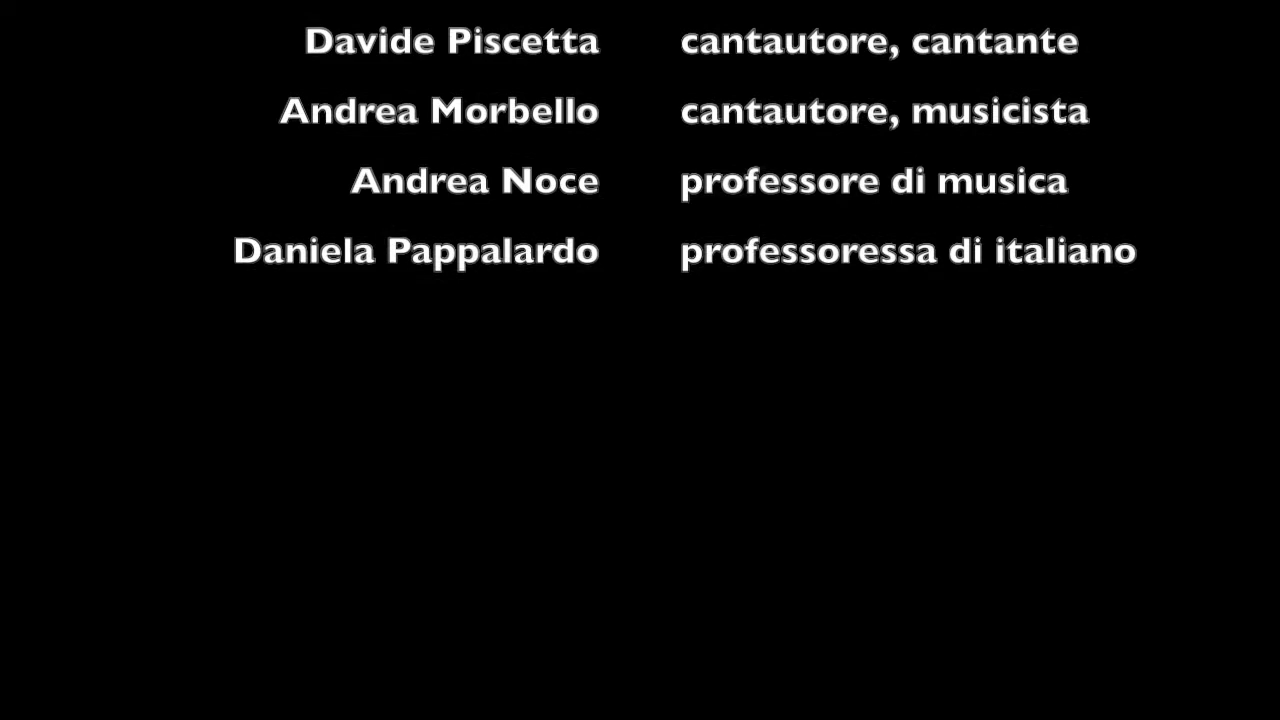 Davide Piscetta cantautore, cantante
Andrea Morbello cantautore, musicista
Andrea Noce professore di musica
Daniela Pappalardo professoressa di italiano